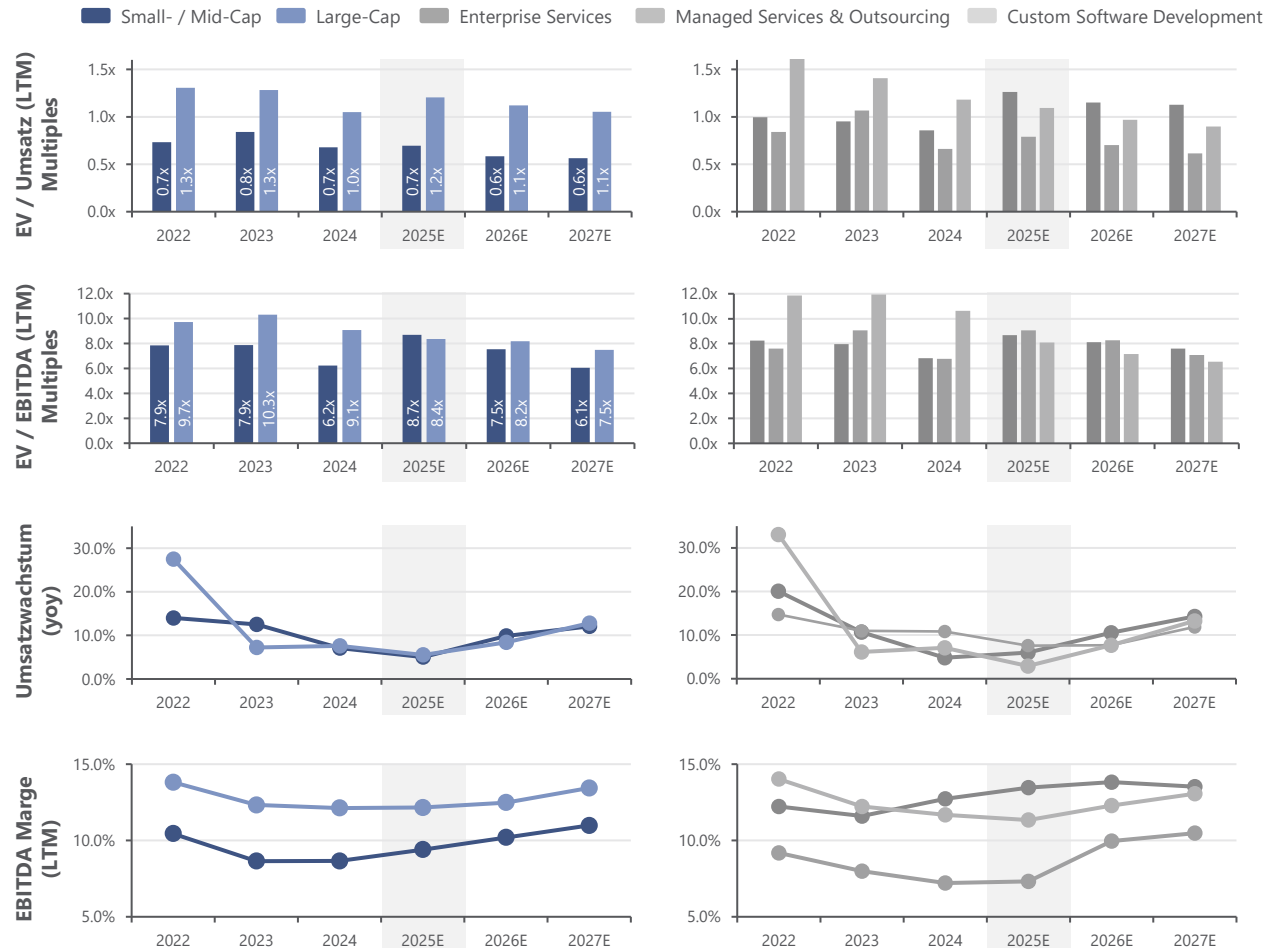 Small- / Mid-Cap Large-Cap Enterprise Services Managed Services & Outsourcing Custom Software Development
EV / Umsatz (LTM)
Multiples
1.5x
1.0x
0.5x
0.0x
0.7x 1.3x 0.8x 1.3x 0.7x 1.0x 0.7x 1.2x 0.6x 1.1x 0.6x 1.1x
2022 2023 2024 2025E 2026E 2027E
1.5x
1.0x
0.5x
0.0x
2022 2023 2024 2025E 2026E 2027E
EV / EBITDA (LTM)
Multiples
12.0x
10.0x
8.0x
6.0x
4.0x
2.0x
0.0x
7.9x 9.7x 7.9x 10.3x 6.2x 9.1x 8.7x 8.4x 7.5x 8.2x 6.1x 7.5x
2022 2023 2024 2025E 2026E 2027E
12.0x
10.0x
8.0x
6.0x
4.0x
2.0x
0.0x
2022 2023 2024 2025E 2026E 2027E
Umsatzwachstum
(yoy)
30.0%
20.0%
10.0%
0.0%
2022 2023 2024 2025E 2026E 2027E
30.0%
20.0%
10.0%
0.0%
2022 2023 2024 2025E 2026E 2027E
EBITDA Marge
(LTM)
15.0%
10.0%
5.0%
2022 2023 2024 2025E 2026E 2027E
15.0%
10.0%
5.0%
2022 2023 2024 2025E 2026E 2027E